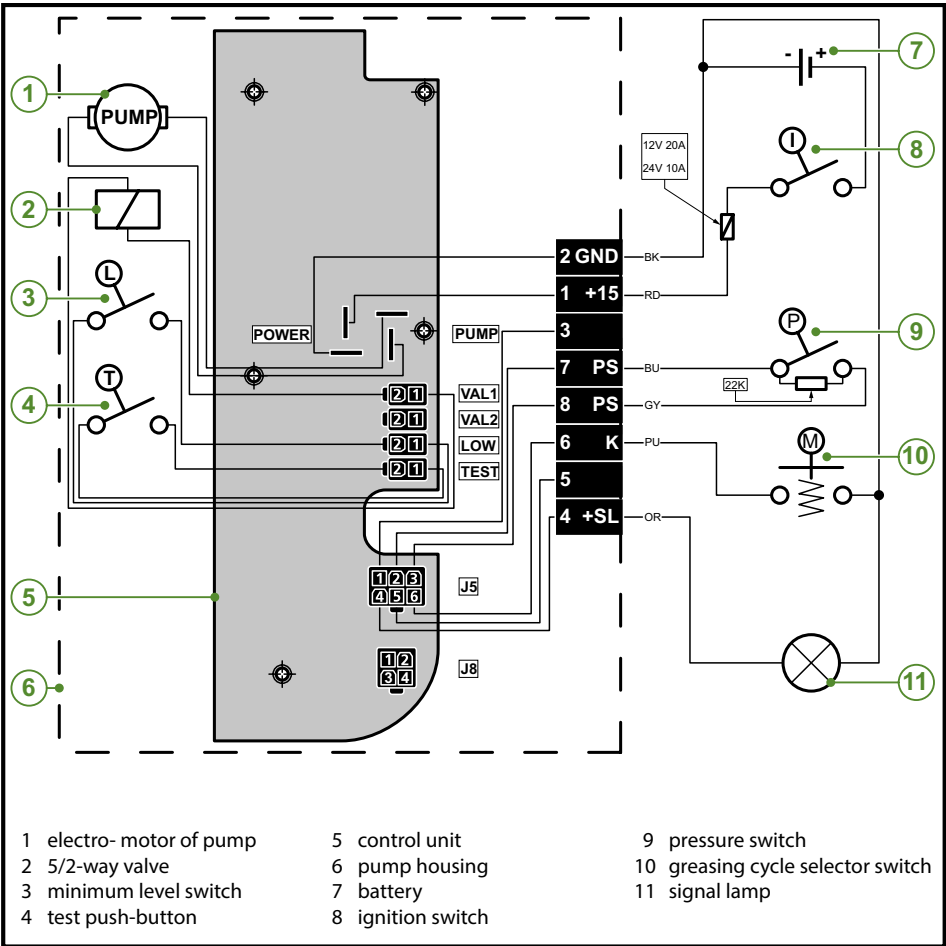 1
PUMP
2
L
3
T
4
5
6
POWER
PUMP
2 1 VAL1
2 1 VAL2
2 1 LOW
2 1 TEST
1 2 3
4 5 6
J5
1 2
3 4
J8
2 GND BK
1 +15 RD
3
7 PS BU
8 PS GY
6 K PU
5
4 +SL OR
12V 20A
24V 10A
- +
7
I
8
P
9
22K
M
10
11
1 electro- motor of pump
2 5/2-way valve
3 minimum level switch
4 test push-button
5 control unit
6 pump housing
7 battery
8 ignition switch
9 pressure switch
10 greasing cycle selector switch
11 signal lamp